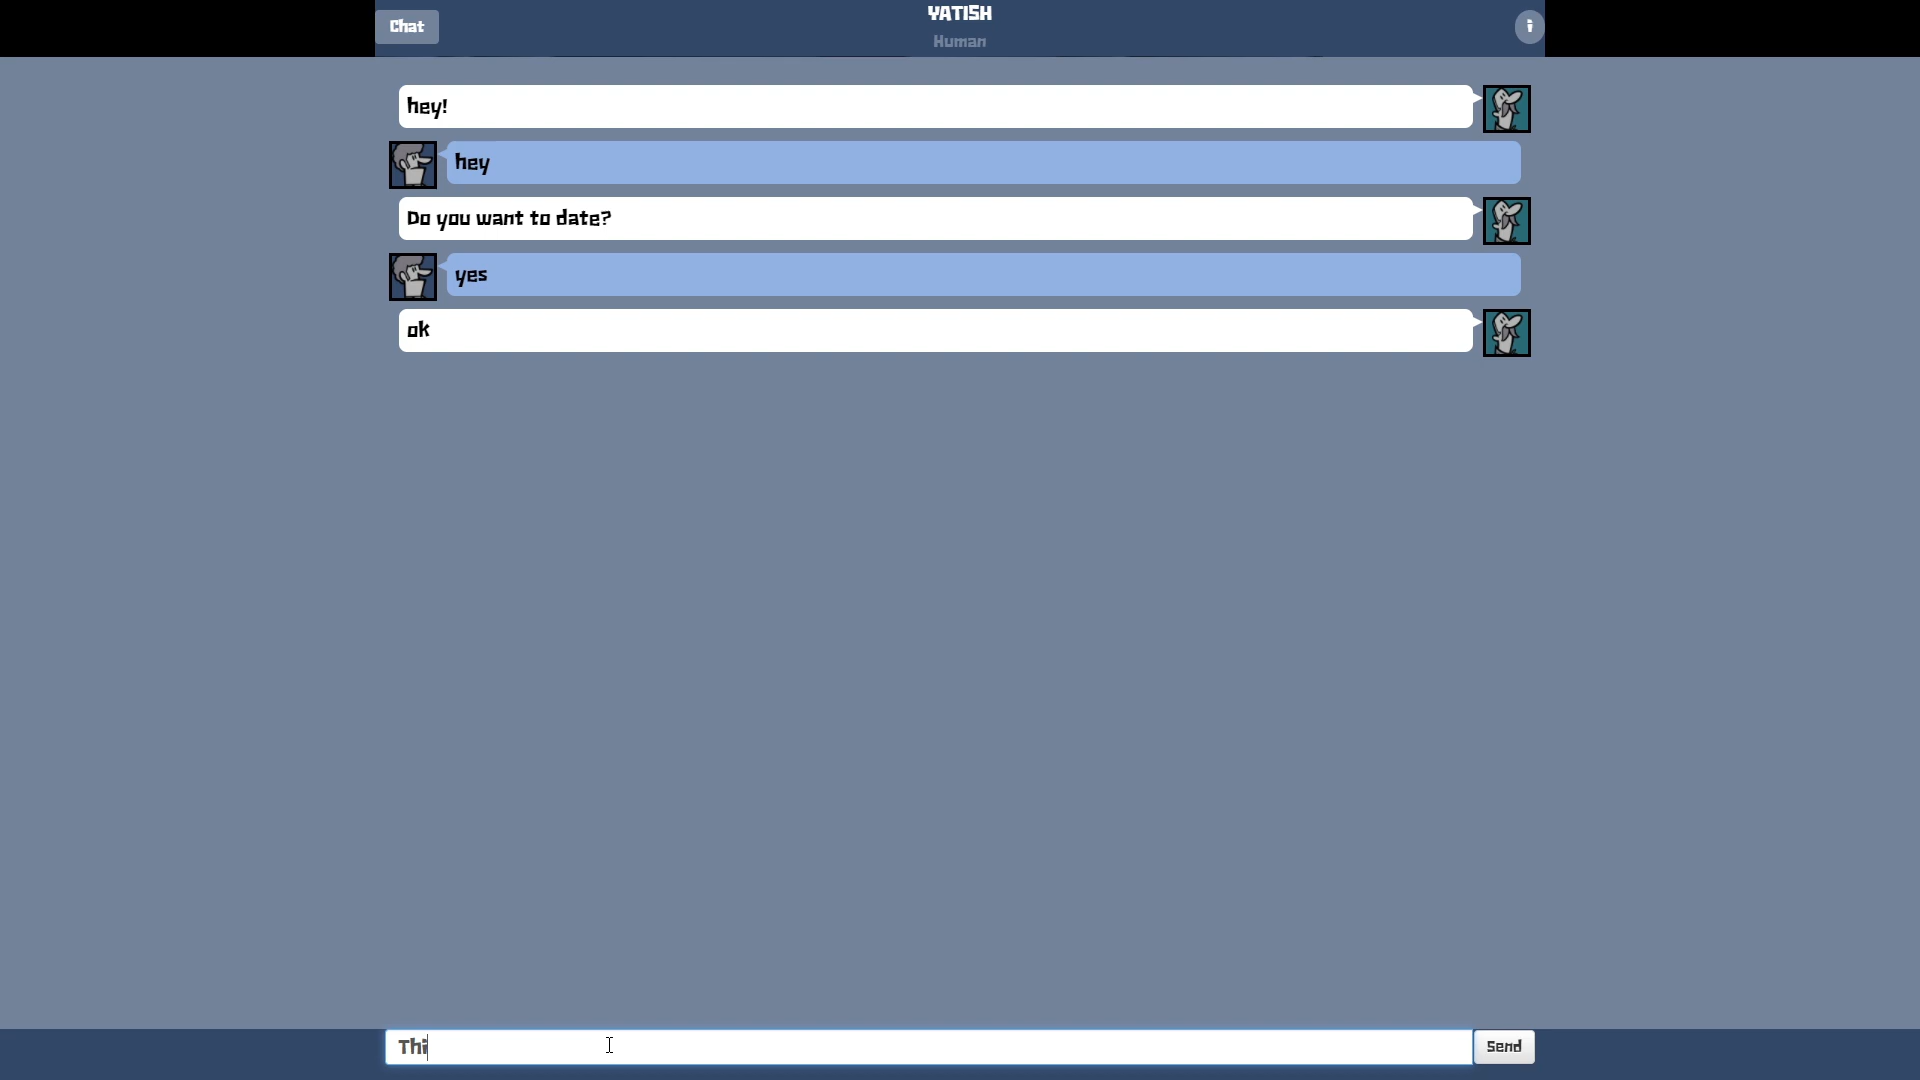 Chat
YATISH
i
Human
hey!
hey
Do you want to date?
yes
ok
Thi
Send